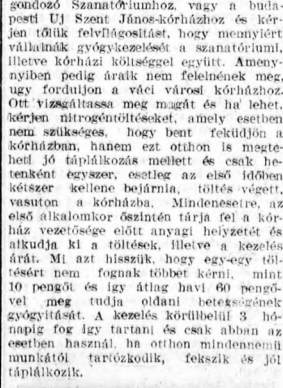 gondozó Szanatóriumhoz, vagy a buda-
pesti Uj Szent János-kórházhoz és kér-
jen tőlük felvilágosítást, hogy mennyiért
vállalnák gyógykezelését a szanatóriumi,
illetve kórházi költséggel együtt. Ameny-
nyiben pedig áraik nem felelnének meg,
ugy forduljon a váci városi kórházhoz.
Ott vizsgáltassa meg magát és ha lehet,
kérjen nitrogéntöltéseket, amely esetben
nem szükséges, hogy bent feküdjön a
kórházban, hanem ezt otthon is megte-
heti jó táplálkozás mellett és csak he-
tenként egyszer, esetleg az első időben
kétszer kellene bejárnia, töltés végett,
vasuton a kórházba. Mindenesetre, az
első alkalomkor őszintén tárja fel a kór-
ház vezetősége előtt anyagi helyzetét és
alkudja ki a töltések, illetve a kezelés
árát. Mi azt hisszük, hogy egy-egy töl-
tésért nem fognak többet kérni, mint
10 pengőt és így átlag havi 60 pengő-
vel meg tudja oldani betegségének
gyógyitását. A kezelés körülbelül 3 hó-
napig fog igy tartani és csak abban az
esetben használ, ha otthon mindennemü
munkától tartózkodik, fekszik és jól
táplálkozik.